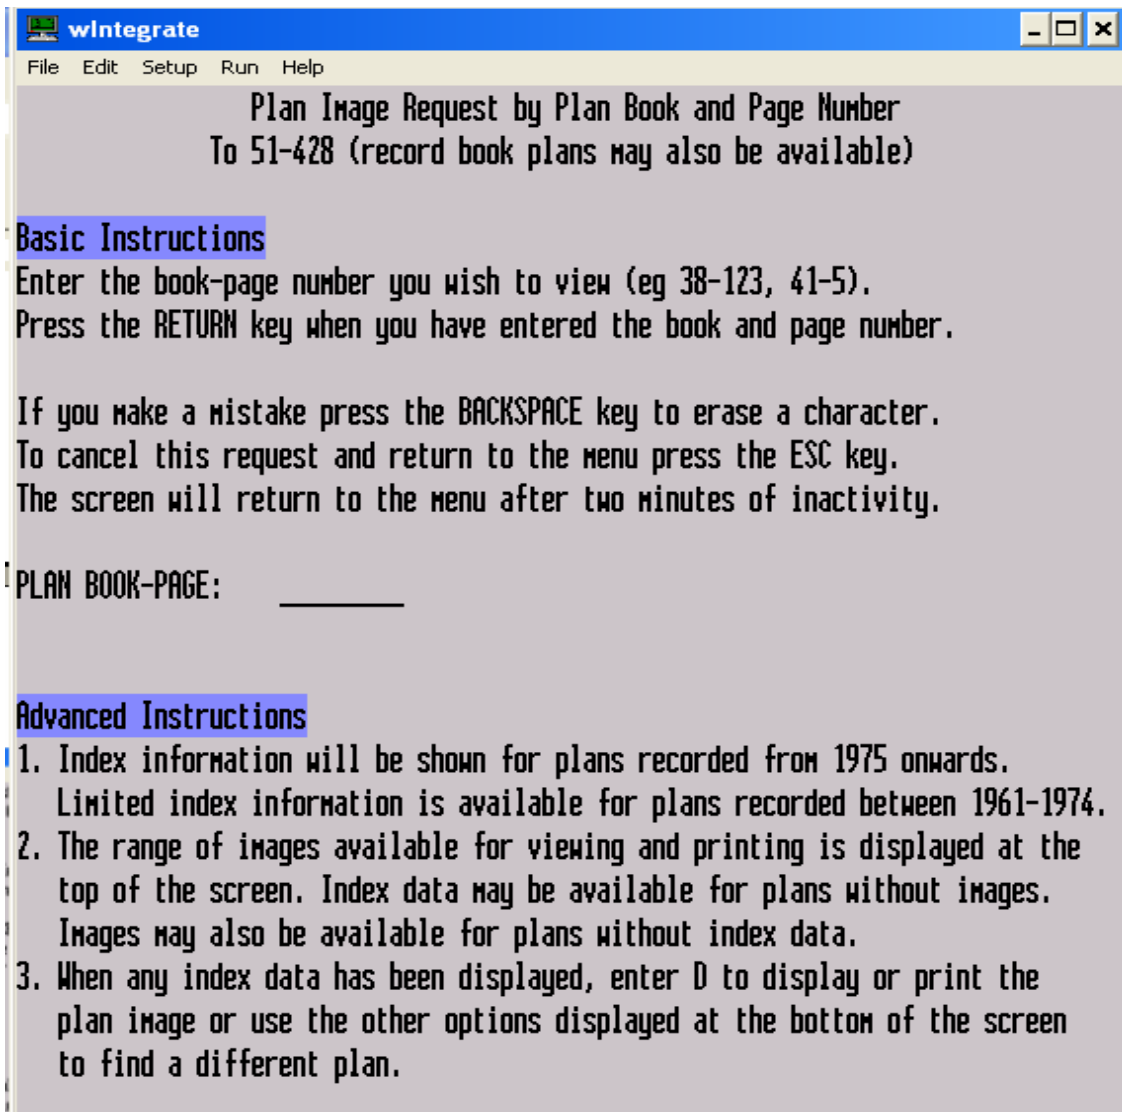 wIntegrate
File Edit Setup Run Help
Plan Image Request by Plan Book and Page Number
To 51-428 (record book plans may also be available)
Basic Instructions
Enter the book-page number you wish to view (eg 38-123, 41-5).
Press the RETURN key when you have entered the book and page number.
If you make a mistake press the BACKSPACE key to erase a character.
To cancel this request and return to the menu press the ESC key.
The screen will return to the menu after two minutes of inactivity.
PLAN BOOK-PAGE:
Advanced Instructions
1. Index information will be shown for plans recorded from 1975 onwards.
Limited index information is available for plans recorded between 1961-1974.
2. The range of images available for viewing and printing is displayed at the
top of the screen. Index data may be available for plans without images.
Images may also be available for plans without index data.
3. When any index data has been displayed, enter D to display or print the
plan image or use the other options displayed at the bottom of the screen
to find a different plan.